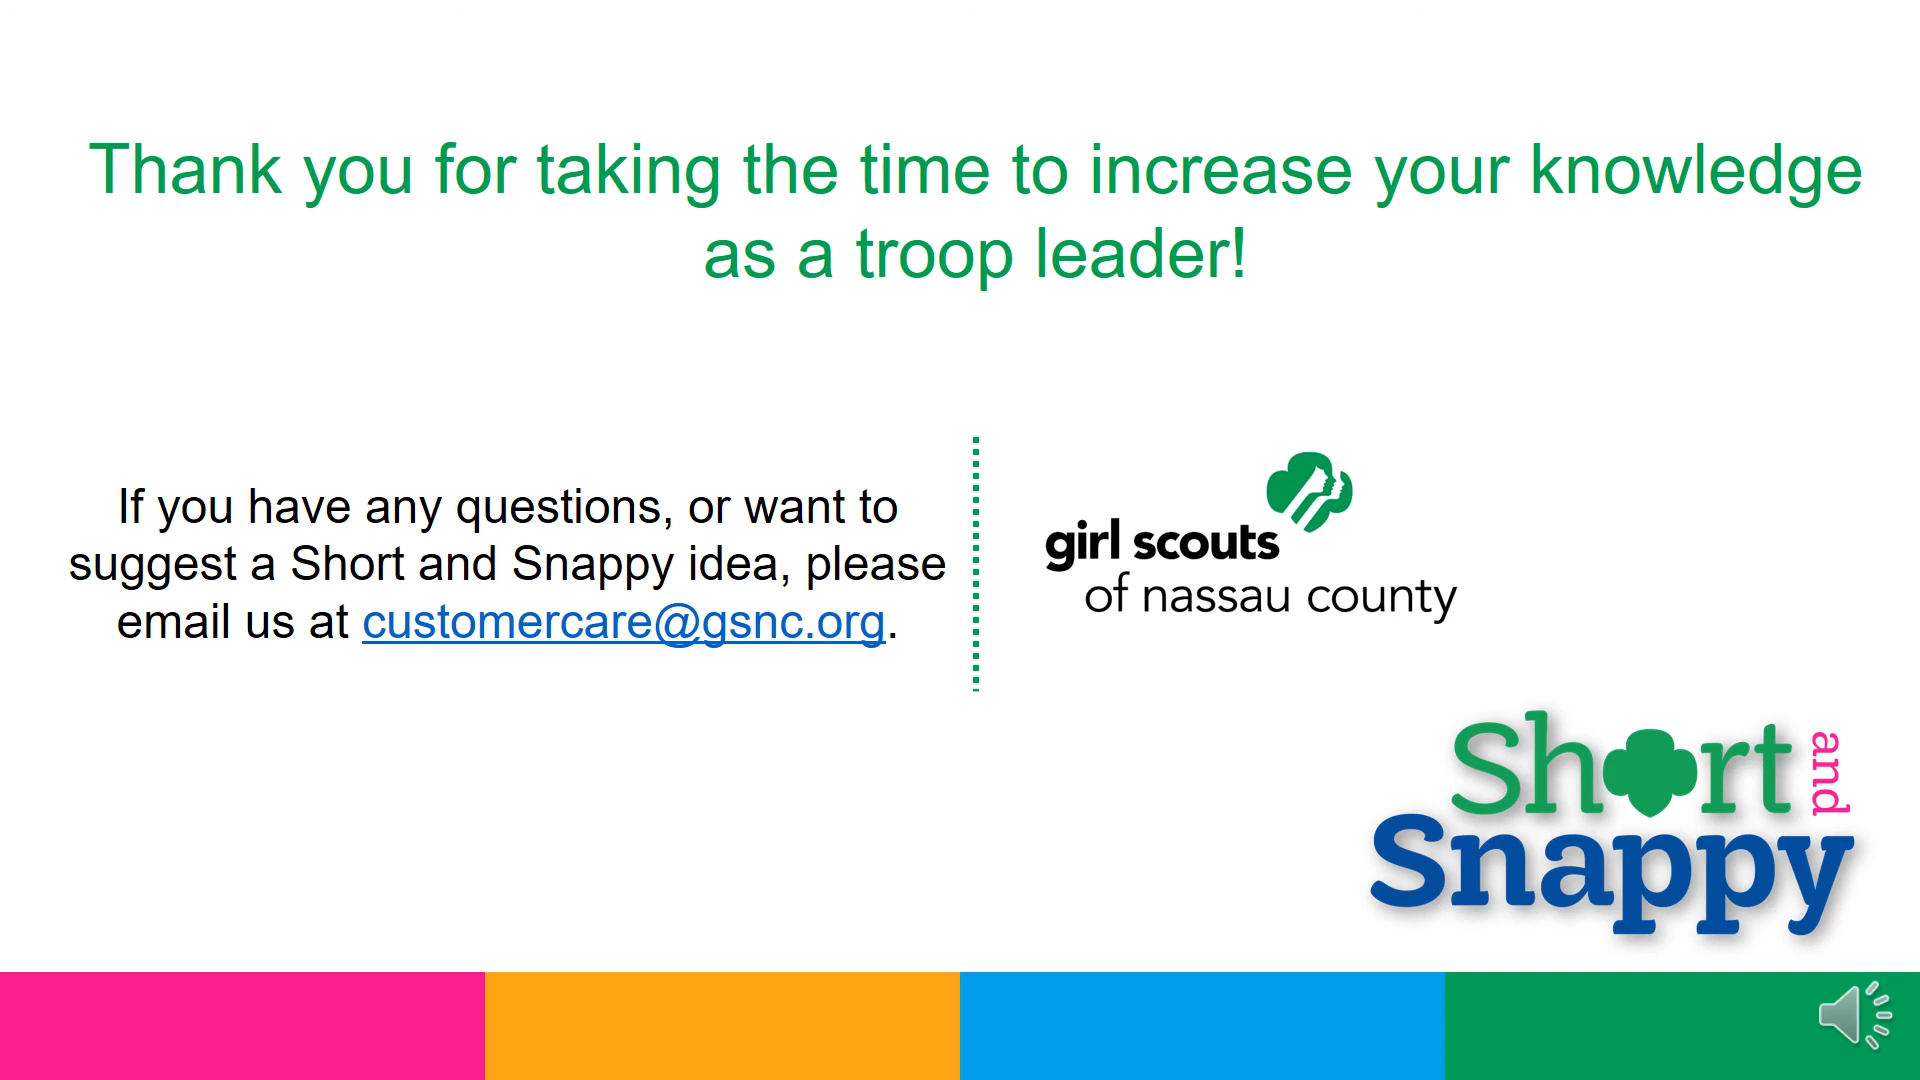 Thank you for taking the time to increase your knowledge
as a troop leader!
If you have any questions, or want to
suggest a Short and Snappy idea, please
email us at customercare@gsnc.org.
girl scouts
of nassau county
Short and
Snappy